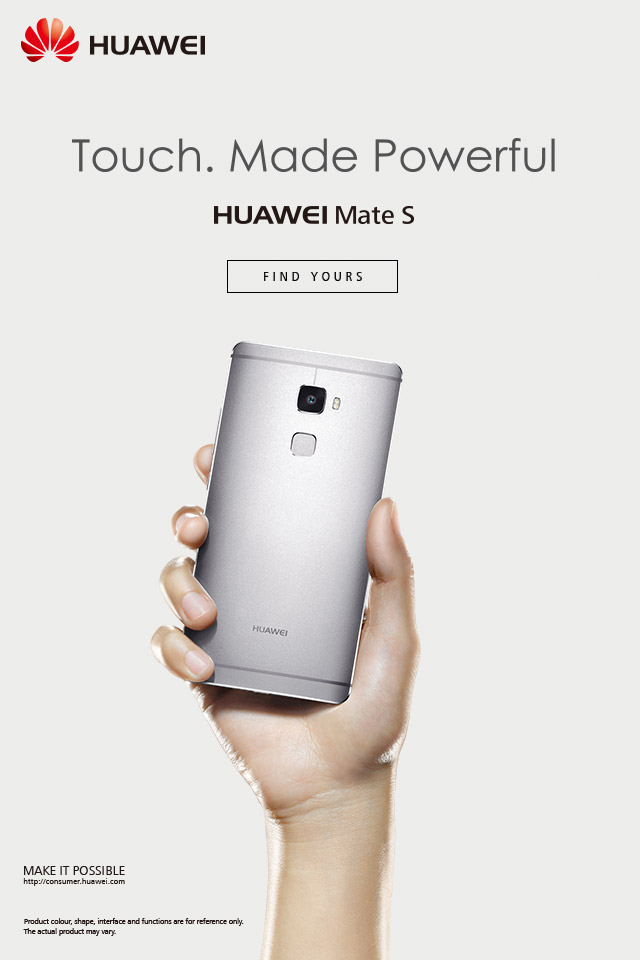 HUAWEI
Touch. Made Powerful
HUAWEI Mate S
FIND YOURS
HUAWEI
MAKE IT POSSIBLE
http://consumer.huawei.com
Product colour, shape, interface and functions are for reference only.
The actual product may vary.